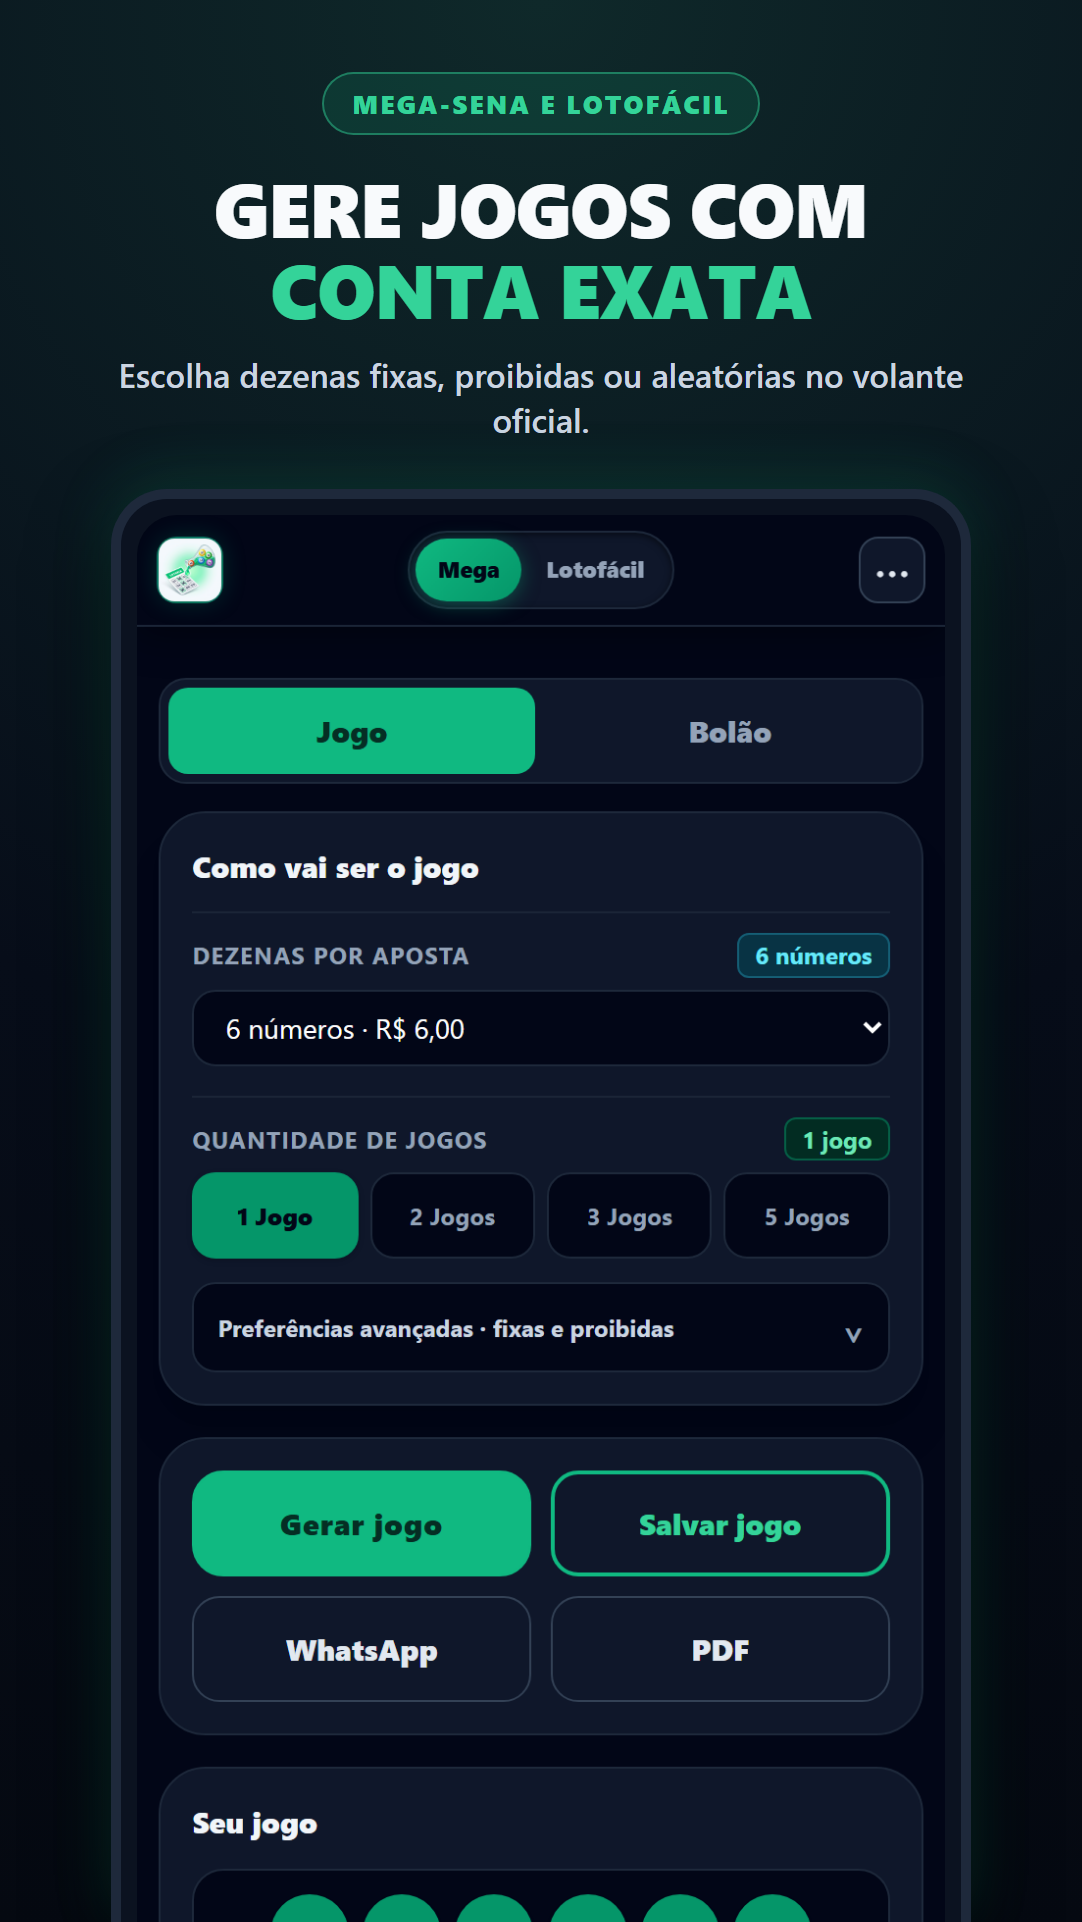 MEGA-SENA E LOTOFÁCIL
GERE JOGOS COM
CONTA EXATA
Escolha dezenas fixas, proibidas ou aleatórias no volante
oficial.
Mega
Lotofácil
...
Jogo
Bolão
Como vai ser o jogo
DEZENAS POR APOSTA
6 números
6 números · R$ 6,00
QUANTIDADE DE JOGOS
1 jogo
1 Jogo
2 Jogos
3 Jogos
5 Jogos
Preferências avançadas · fixas e proibidas
v
Gerar jogo
Salvar jogo
WhatsApp
PDF
Seu jogo